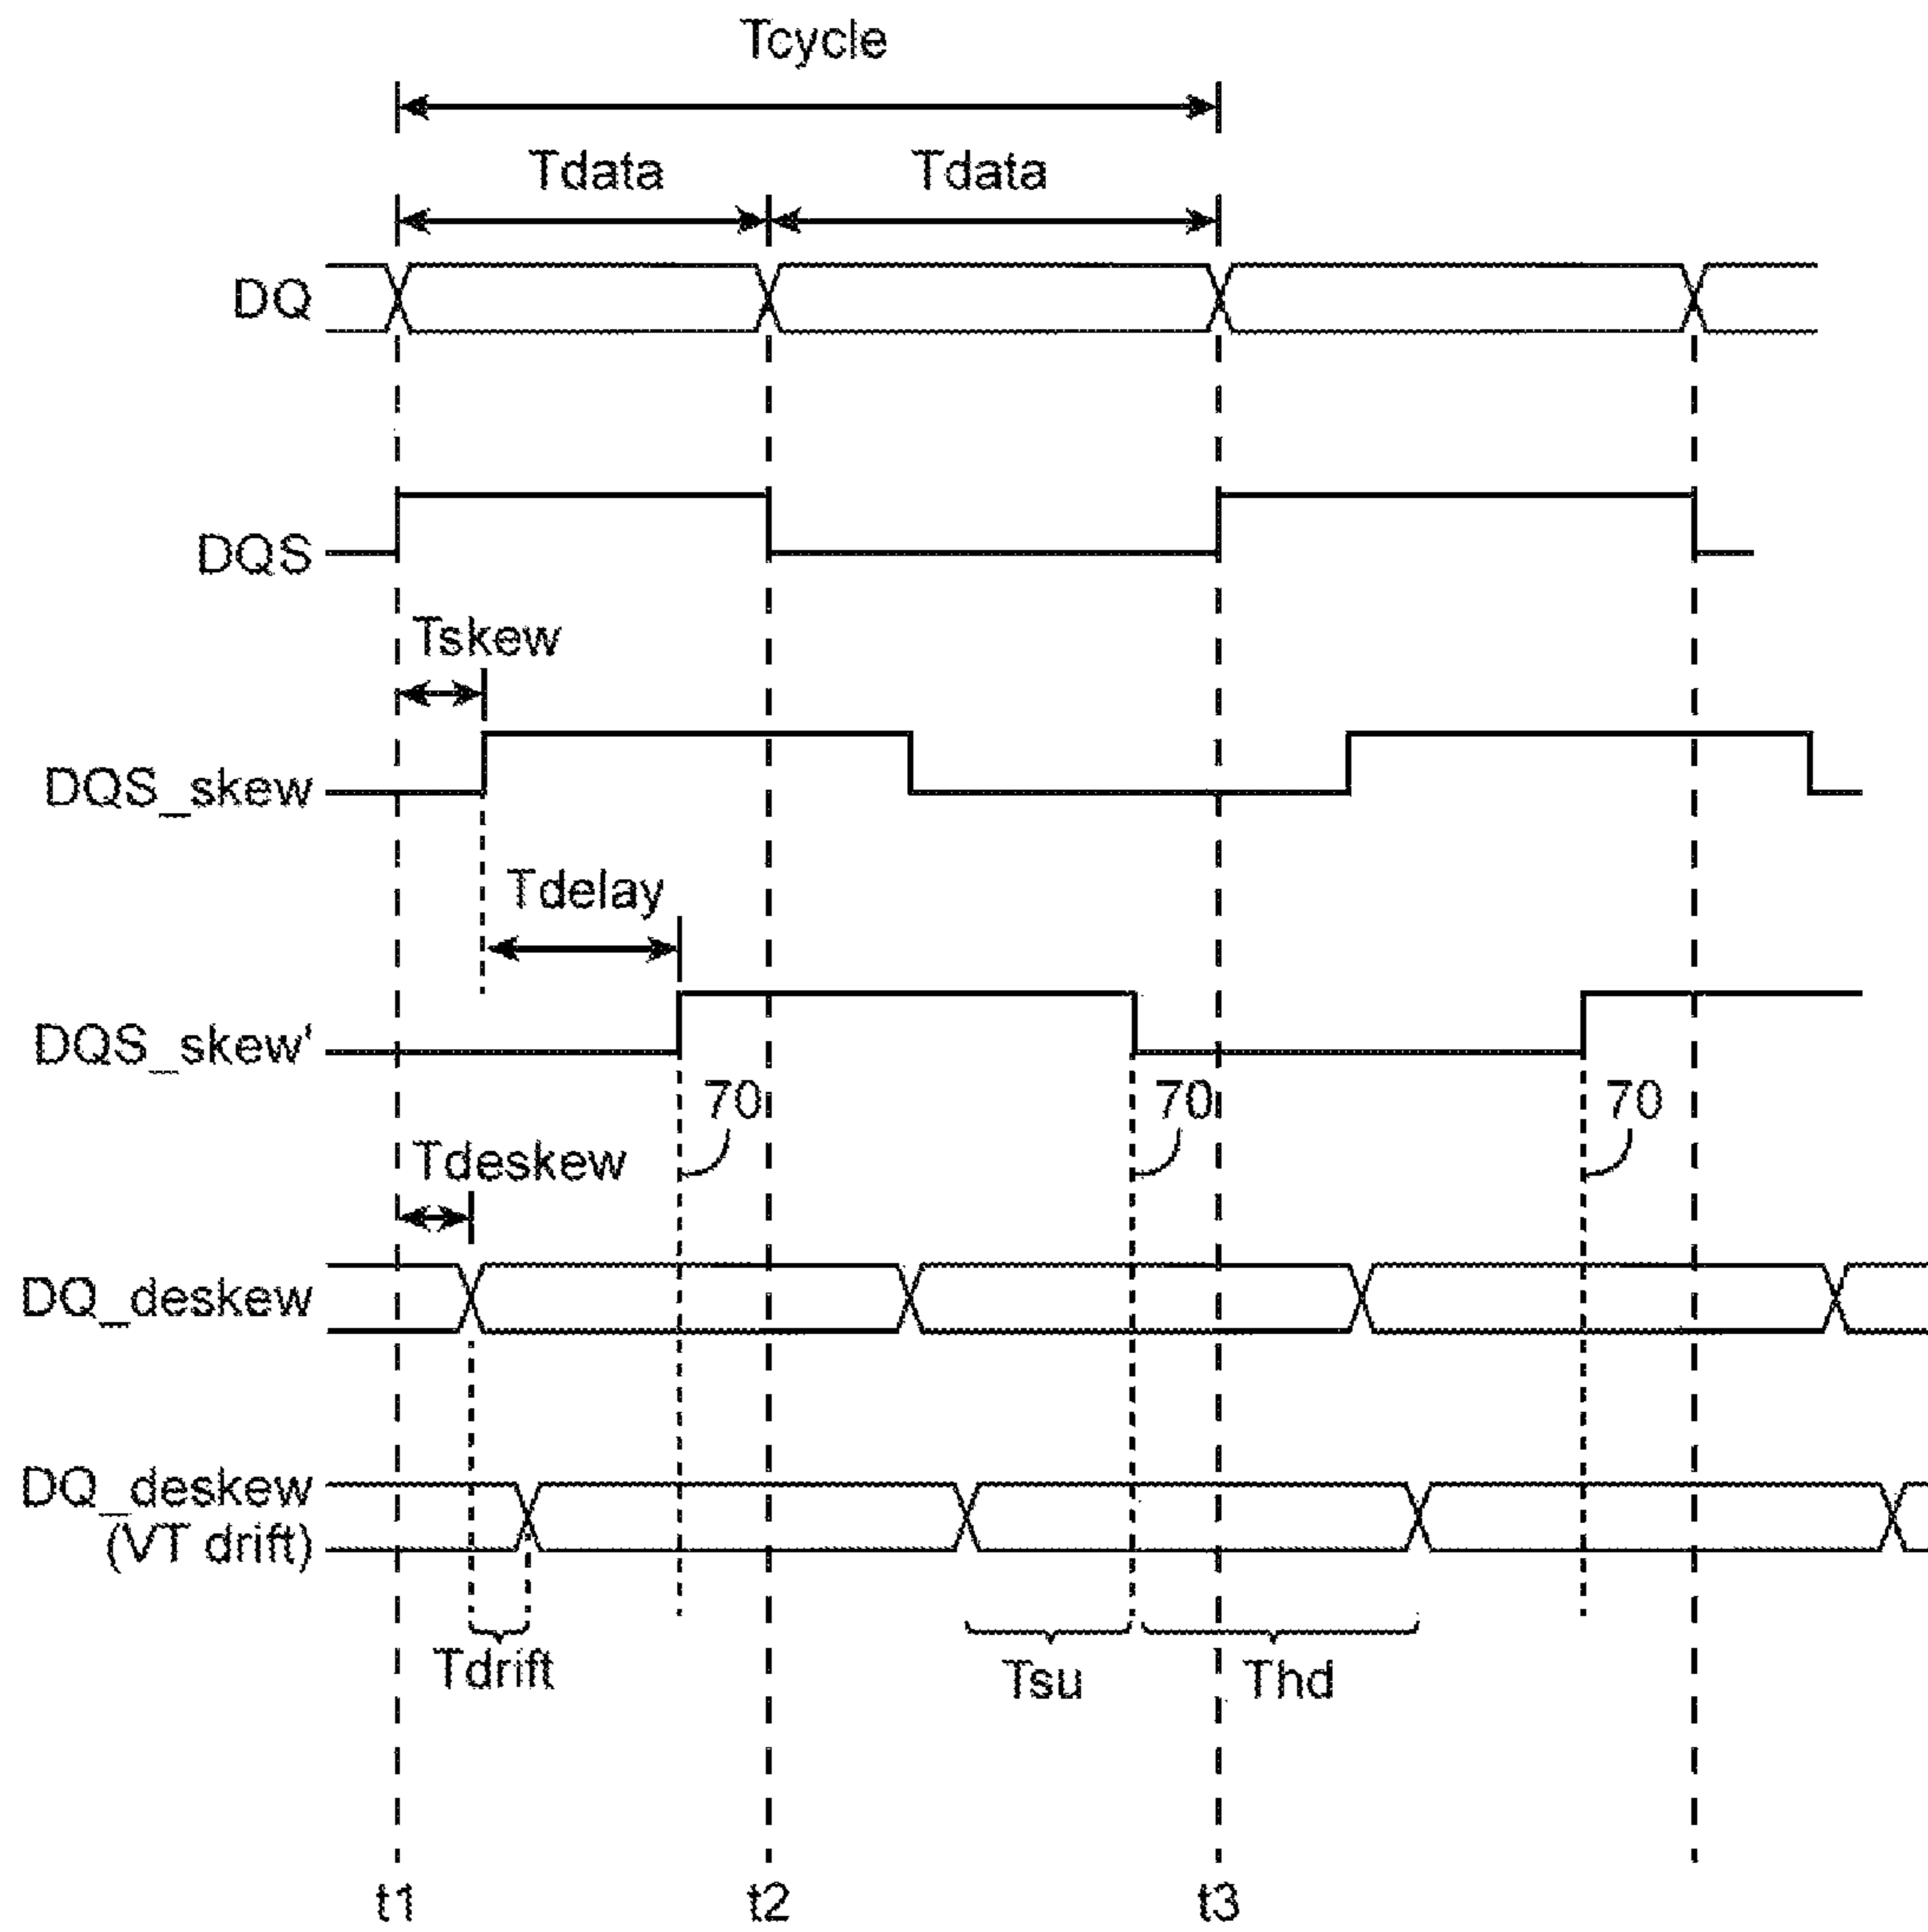 Tcycle
Tdata Tdata
DQ
DQS
Tskew
DQS_skew
Tdelay
DQS_skew'
70 70 70
Tdeskew
DQ_deskew
DQ_deskew
(VT drift)
Tdrift Tsu Thd
t1 t2 t3